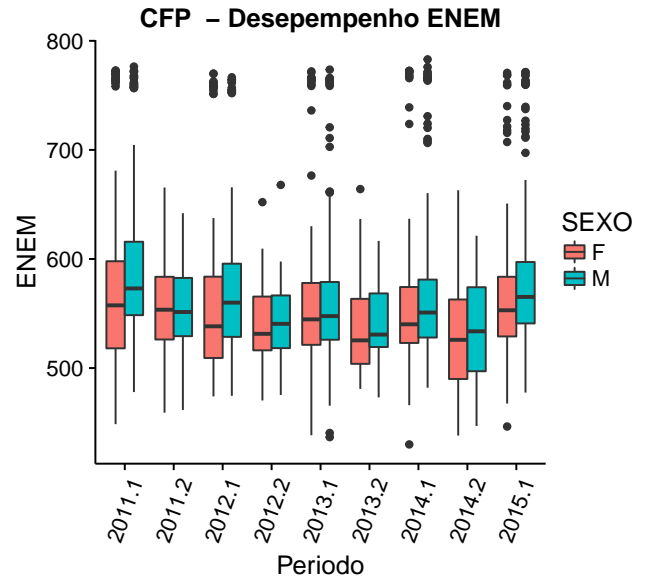 CFP – Desepempenho ENEM
800
700
600
500
ENEM
2011.1
2011.2
2012.1
2012.2
2013.1
2013.2
2014.1
2014.2
2015.1
Periodo
SEXO
F
M